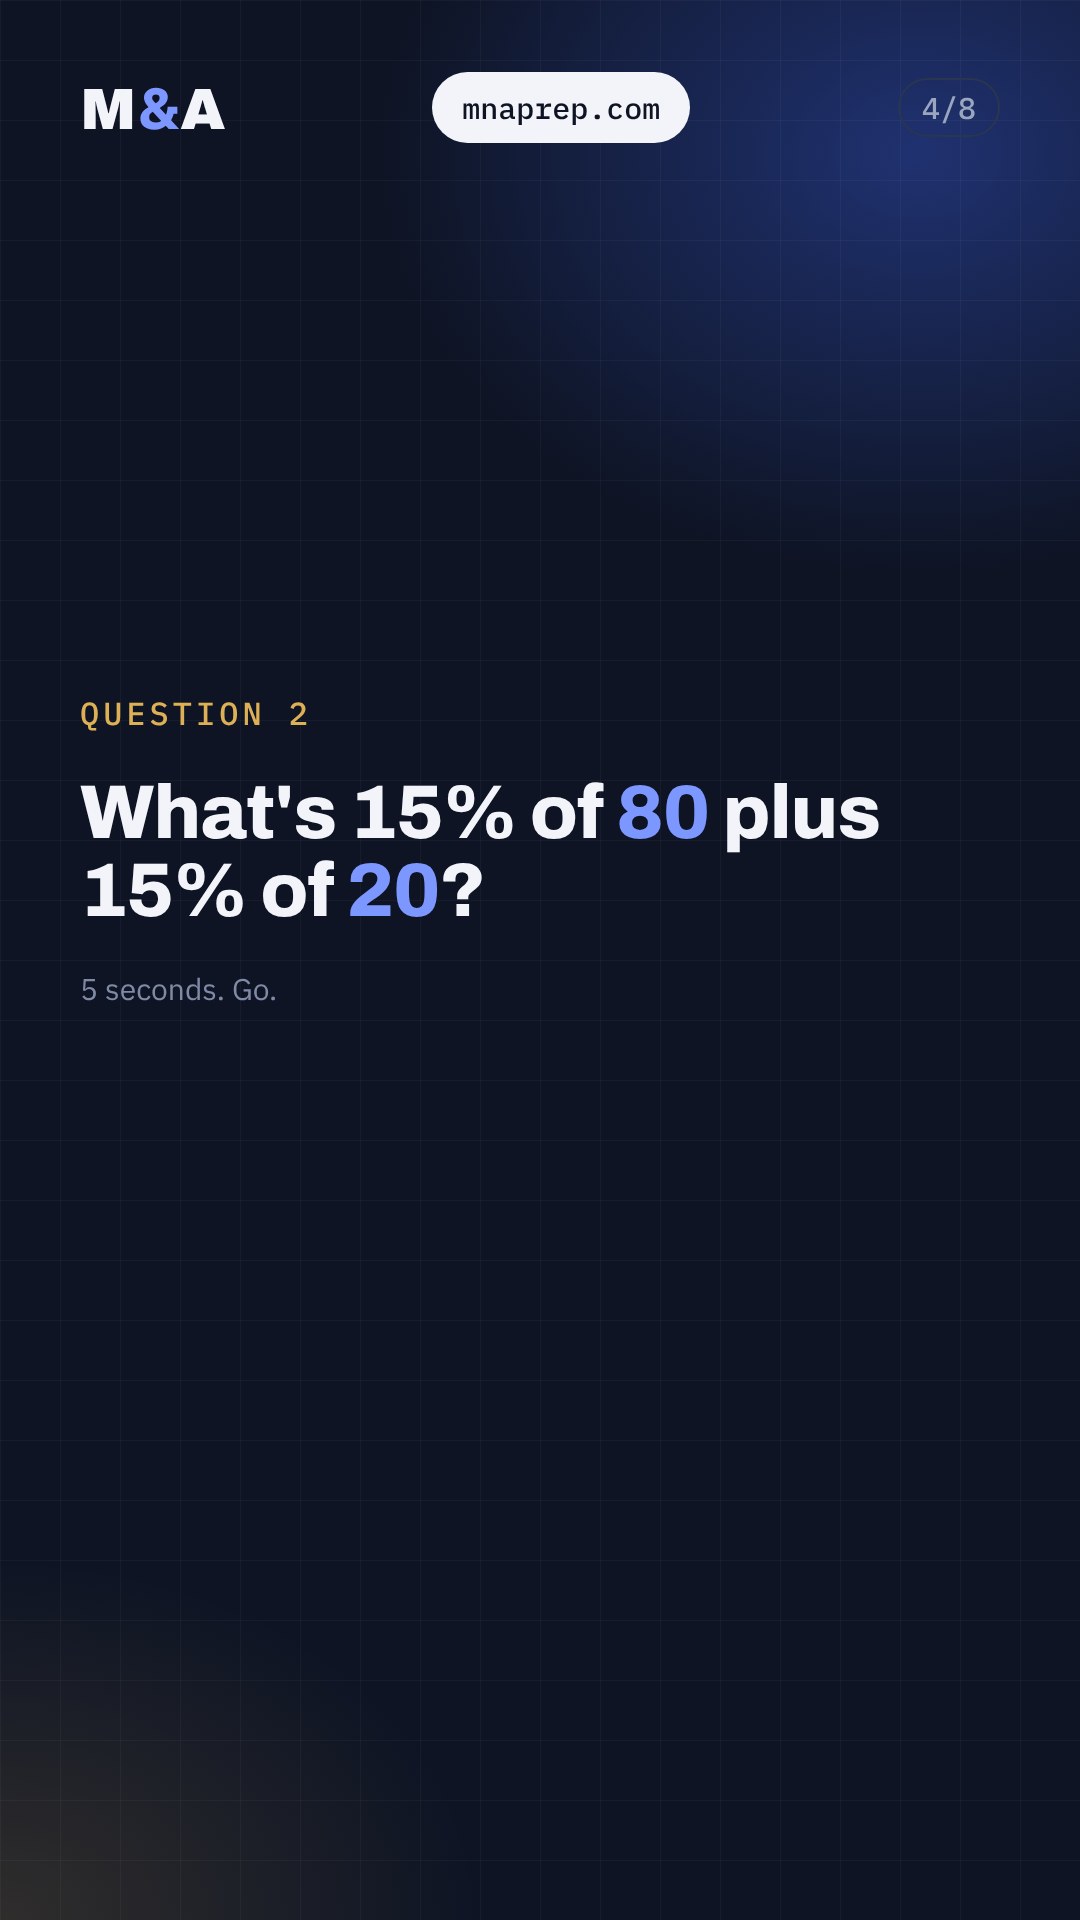 M&A
mnaprep.com
4/8
QUESTION 2
What's 15% of 80 plus
15% of 20?
5 seconds. Go.